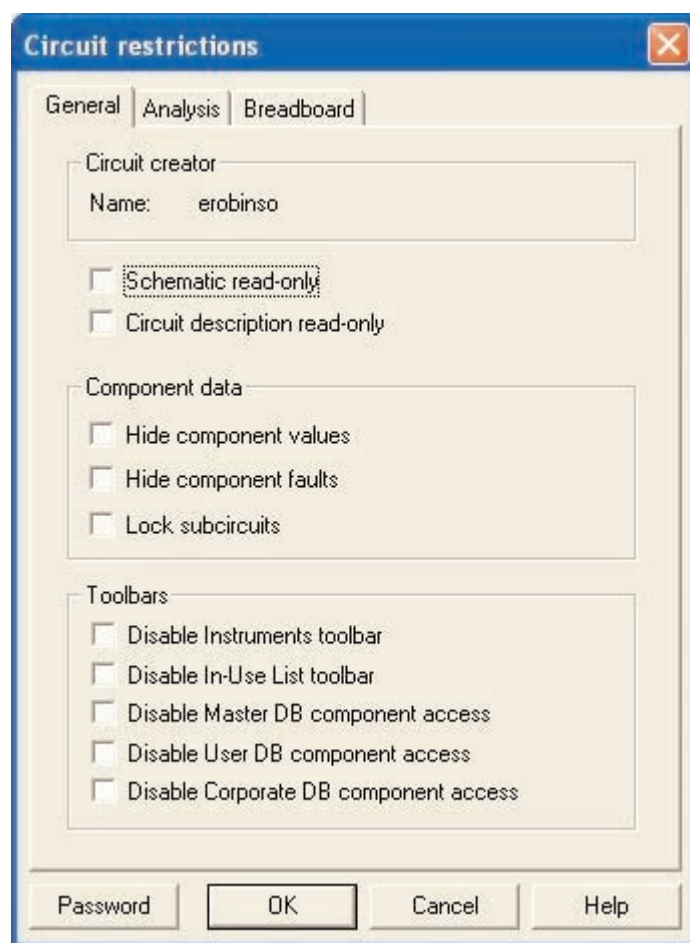 Circuit restrictions
General Analysis Breadboard
Circuit creator
Name: erobinso
Schematic read-only
Circuit description read-only
Component data
Hide component values
Hide component faults
Lock subcircuits
Toolbars
Disable Instruments toolbar
Disable In-Use List toolbar
Disable Master DB component access
Disable User DB component access
Disable Corporate DB component access
Password OK Cancel Help